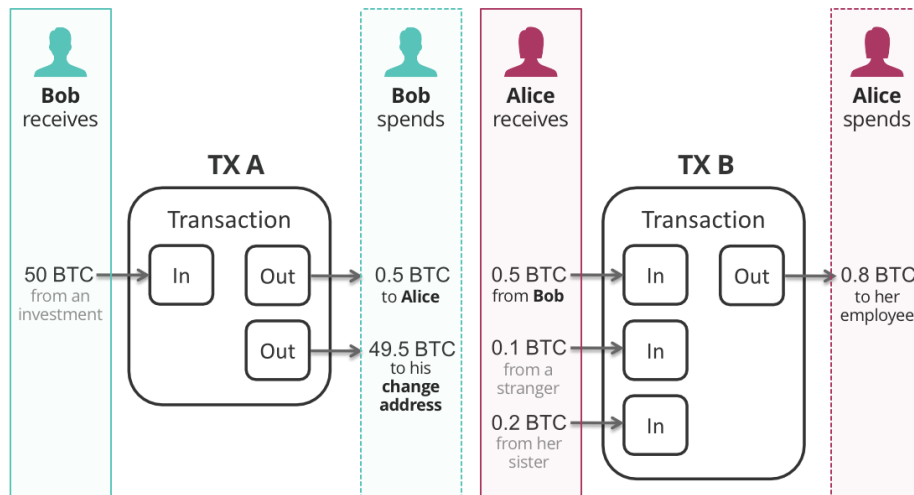 Bob
receives
Bob
spends
Alice
receives
Alice
spends
TX A
Transaction
50 BTC
from an
investment
In
Out
0.5 BTC
to Alice
Out
49.5 BTC
to his
change
address
TX B
Transaction
0.5 BTC
from Bob
In
Out
0.8 BTC
to her
employee
0.1 BTC
from a
stranger
In
0.2 BTC
from her
sister
In